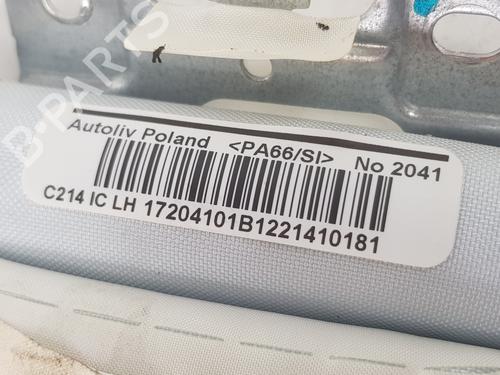 B-PARTS
Autoliv Poland <PA66/SI> No 2041
C214 IC LH 17204101B1221410181